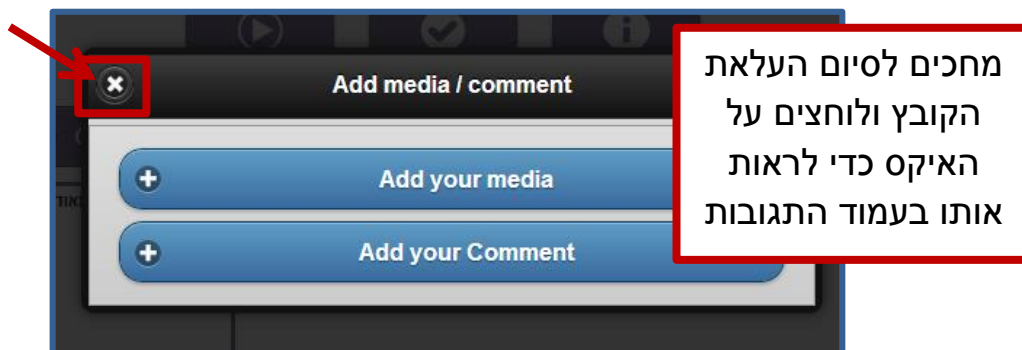 Add media / comment
Add your media
Add your Comment
מחכים לסיום העלאת
הקובץ ולוחצים על
האיקס כדי לראות
אותו בעמוד התגובות